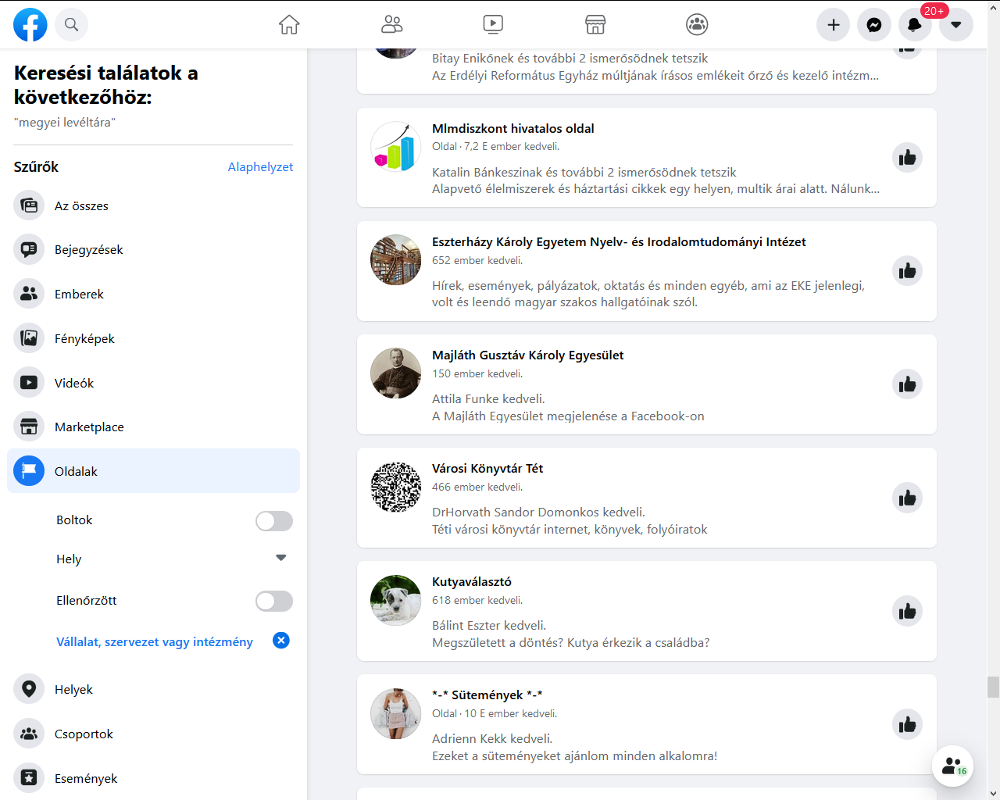 20+
Keresési találatok a
következőhöz:
"megyei levéltára"
Szűrők
Alaphelyzet
Az összes
Bejegyzések
Emberek
Fényképek
Videók
Marketplace
Oldalak
Boltok
Hely
Ellenőrzött
Vállalat, szervezet vagy intézmény
Helyek
Csoportok
Események
Bitay Enikőnek és további 2 ismerősödnek tetszik
Az Erdélyi Református Egyház múltjának írásos emlékeit őrző és kezelő intézm...
Mlmdiszkont hivatalos oldal
Oldal · 7,2 E ember kedveli.
Katalin Bánkeszinak és további 2 ismerősödnek tetszik
Alapvető élelmiszerek és háztartási cikkek egy helyen, multik árai alatt. Nálunk...
Eszterházy Károly Egyetem Nyelv- és Irodalomtudományi Intézet
652 ember kedveli.
Hírek, események, pályázatok, oktatás és minden egyéb, ami az EKE jelenlegi,
volt és leendő magyar szakos hallgatóinak szól.
Majláth Gusztáv Károly Egyesület
150 ember kedveli.
Attila Funke kedveli.
A Majláth Egyesület megjelenése a Facebook-on
Városi Könyvtár Tét
466 ember kedveli.
DrHorvath Sandor Domonkos kedveli.
Téti városi könyvtár internet, könyvek, folyóiratok
Kutyaválasztó
618 ember kedveli.
Bálint Eszter kedveli.
Megszületett a döntés? Kutya érkezik a családba?
*-* Sütemények *-*
Oldal · 10 E ember kedveli.
Adrienn Kekk kedveli.
Ezeket a süteményeket ajánlom minden alkalomra!
16